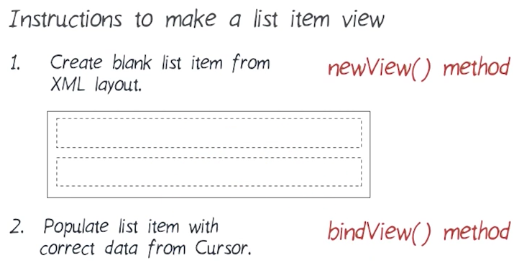 Instructions to make a list item view
1. Create blank list item from newView() method
XML layout.
2. Populate list item with bindView() method
correct data from Cursor.